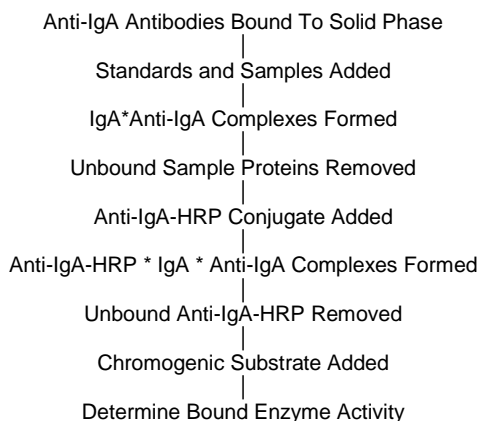 Anti-IgA Antibodies Bound To Solid Phase
Standards and Samples Added
IgA*Anti-IgA Complexes Formed
Unbound Sample Proteins Removed
Anti-IgA-HRP Conjugate Added
Anti-IgA-HRP * IgA * Anti-IgA Complexes Formed
Unbound Anti-IgA-HRP Removed
Chromogenic Substrate Added
Determine Bound Enzyme Activity